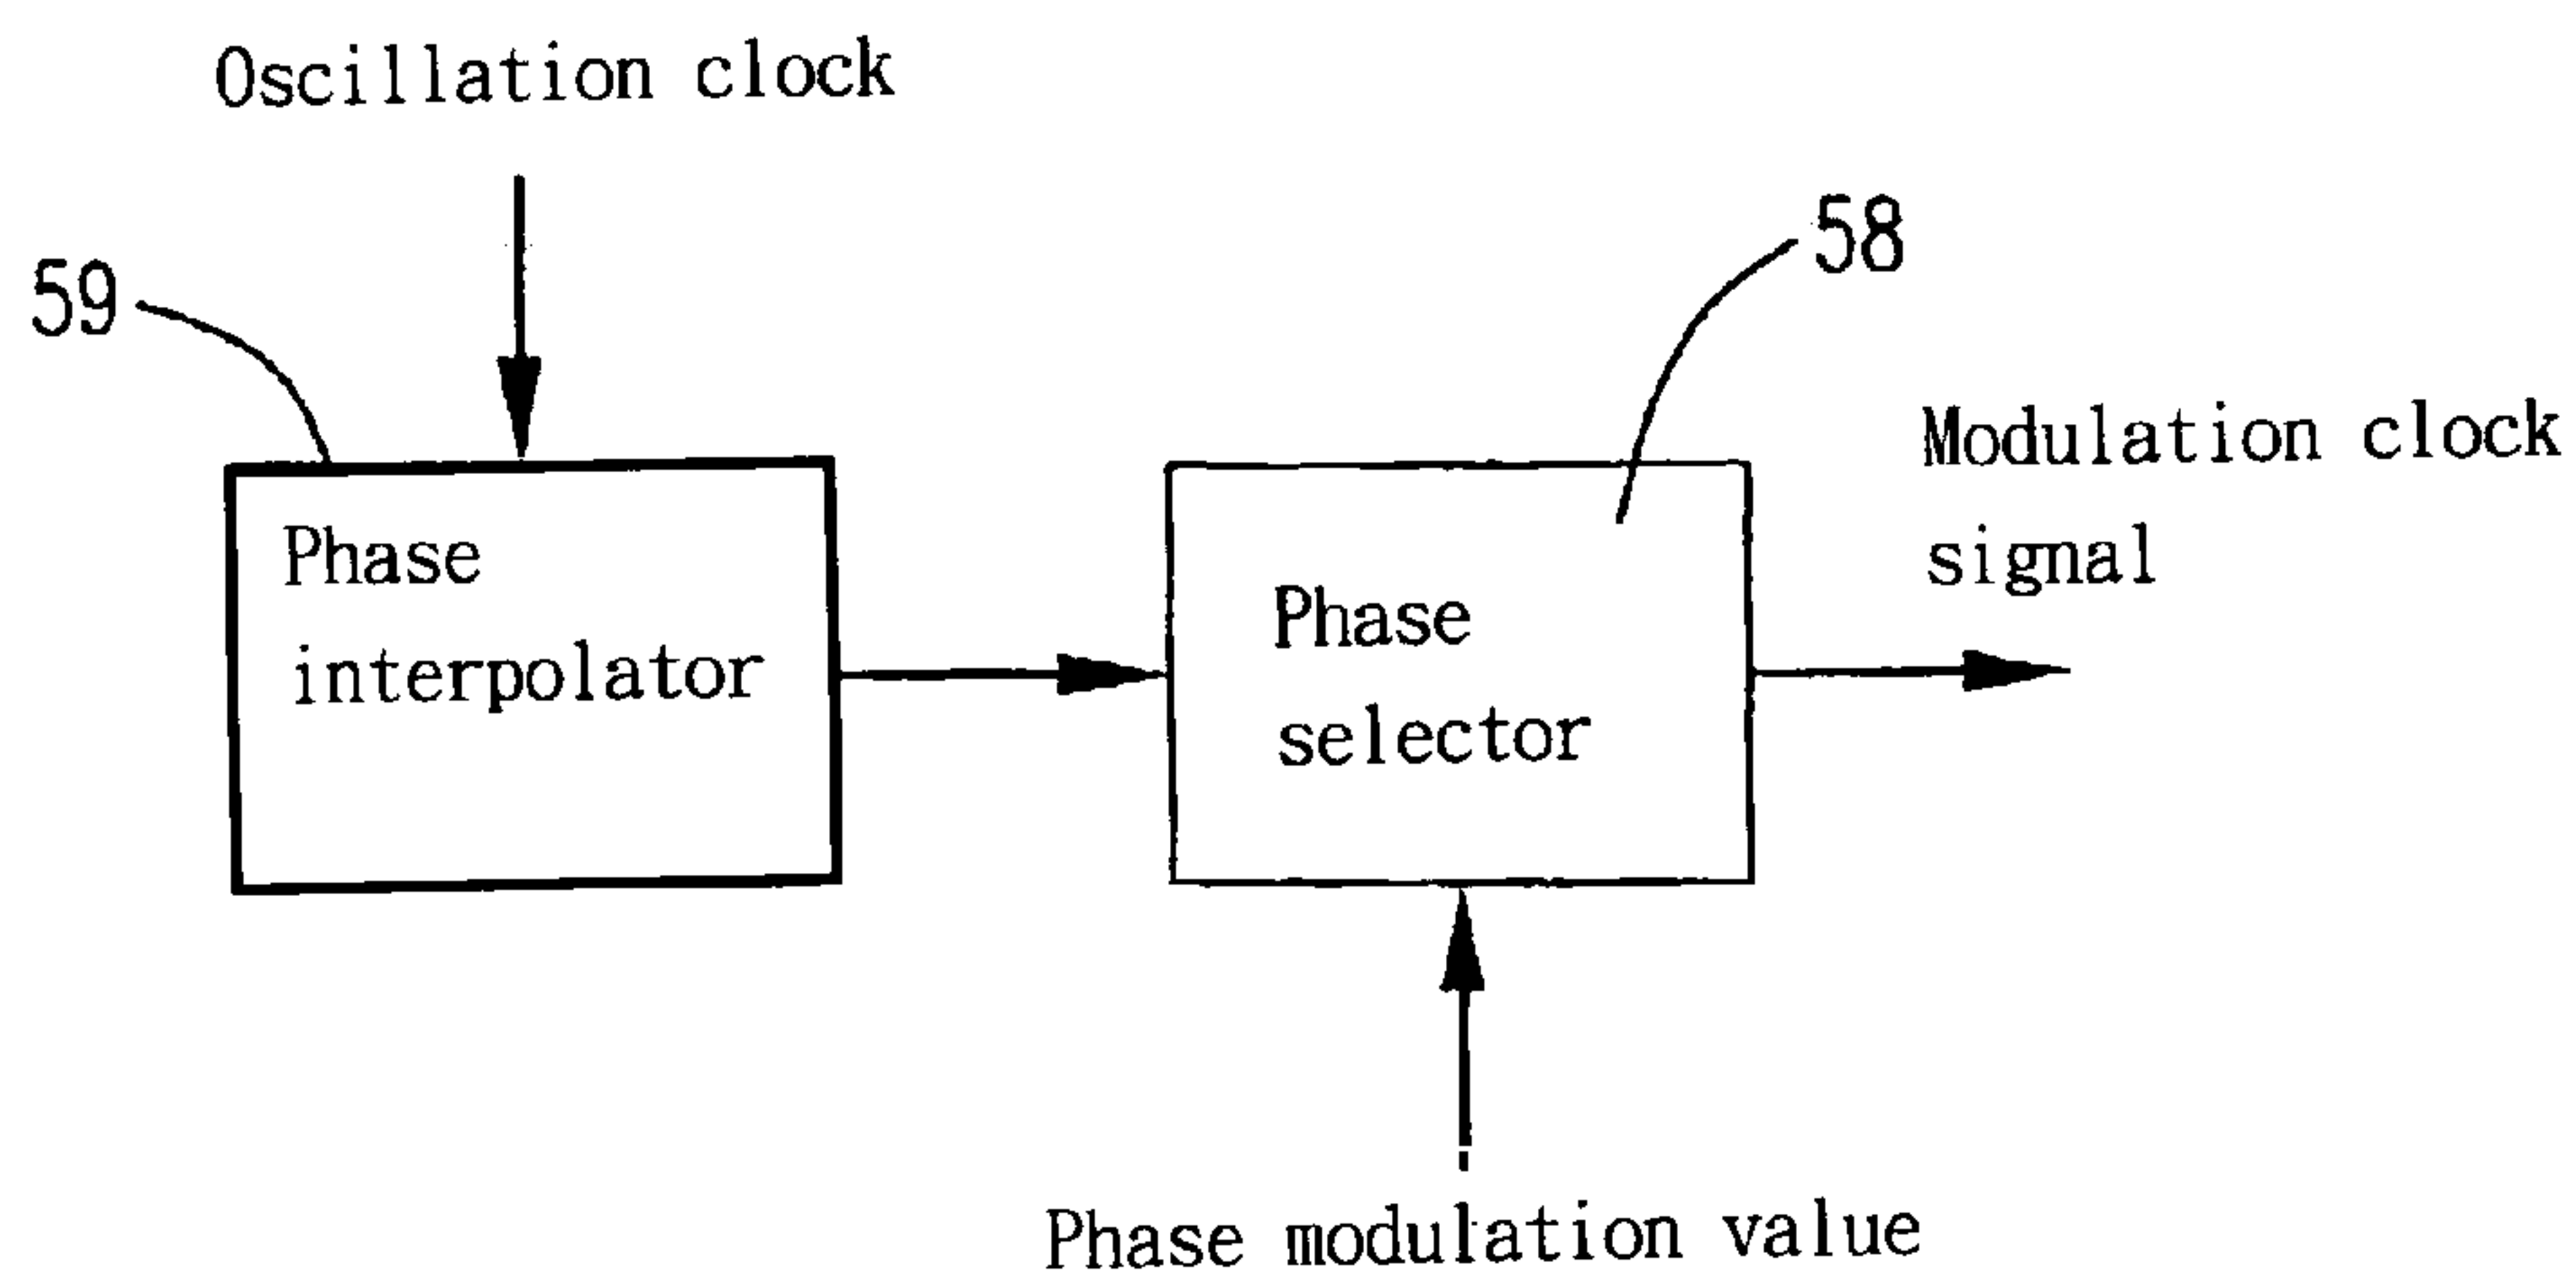 Oscillation clock
59
58
Phase
interpolator
Phase
selector
Modulation clock
signal
Phase modulation value